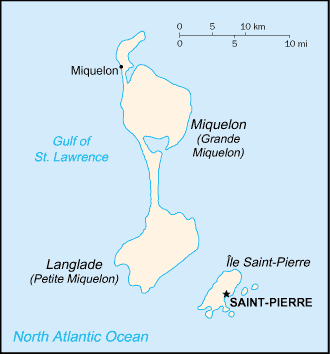 0 5 10 km
0 5 10 mi
Miquelon
Miquelon
(Grande
Miquelon)
Gulf of
St. Lawrence
Langlade
(Petite Miquelon)
Île Saint-Pierre
SAINT-PIERRE
North Atlantic Ocean